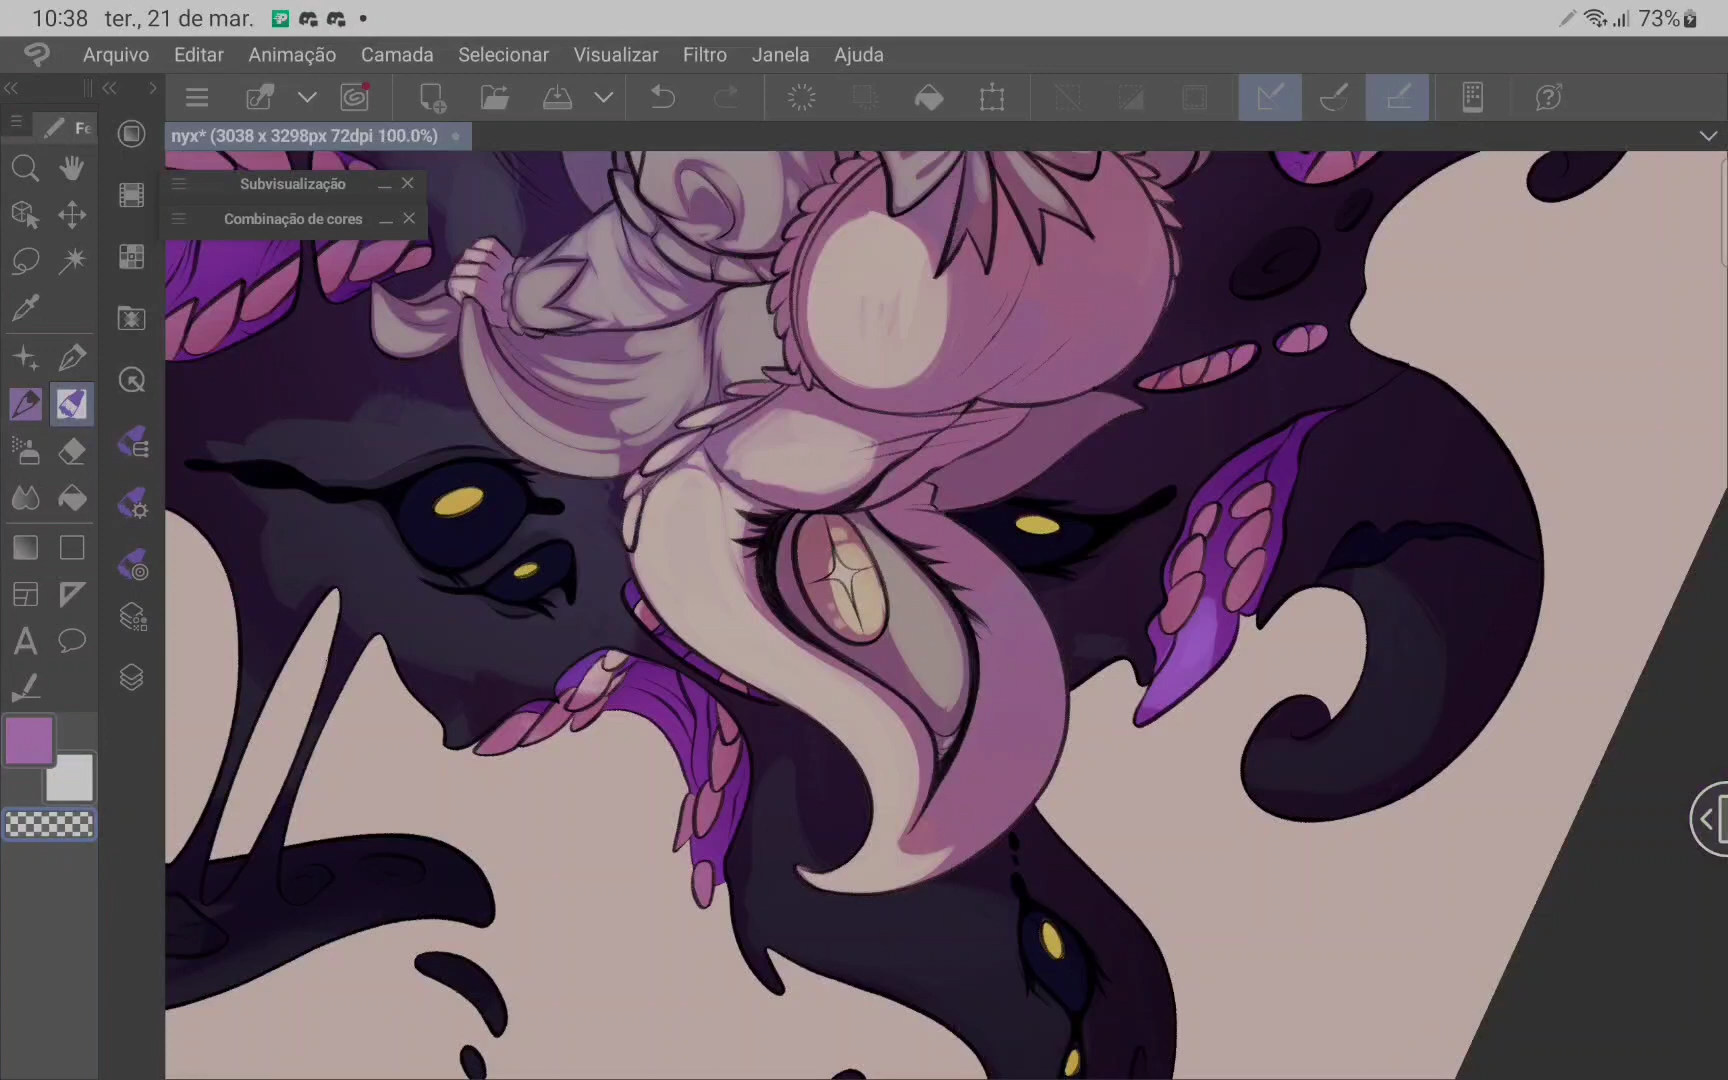 10:38 ter., 21 de mar. 73%
Arquivo Editar Animação Camada Selecionar Visualizar Filtro Janela Ajuda
Fe
nyx* (3038 x 3298px 72dpi 100.0%)
Subvisualização
Combinação de cores